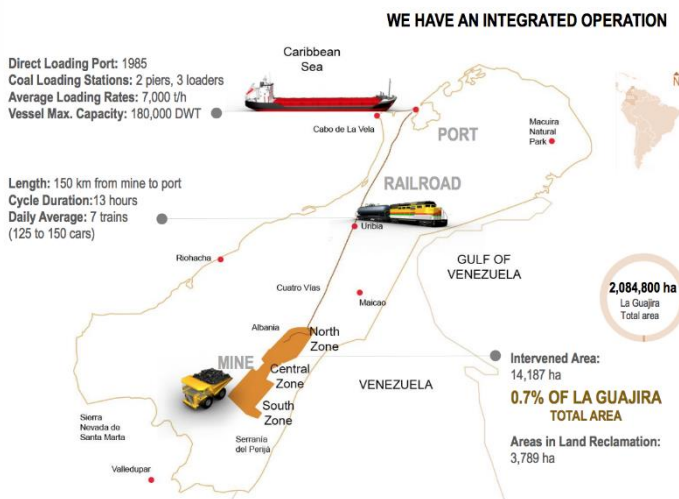 WE HAVE AN INTEGRATED OPERATION
Direct Loading Port: 1985
Coal Loading Stations: 2 piers, 3 loaders
Average Loading Rates: 7,000 t/h
Vessel Max. Capacity: 180,000 DWT
Caribbean
Sea
Cabo de La Vela
PORT
Macuira
Natural
Park
Length: 150 km from mine to port
Cycle Duration:13 hours
Daily Average: 7 trains
(125 to 150 cars)
RAILROAD
Uribia
Riohacha
GULF OF
VENEZUELA
Cuatro Vías
Maicao
2,084,800 ha
La Guajira
Total area
Albania
North
Zone
MINE
Central
Zone
South
Zone
VENEZUELA
Intervened Area:
14,187 ha
0.7% OF LA GUAJIRA
TOTAL AREA
Areas in Land Reclamation:
3,789 ha
Sierra
Nevada de
Santa Marta
Serranía
del Perijà
Valledupar